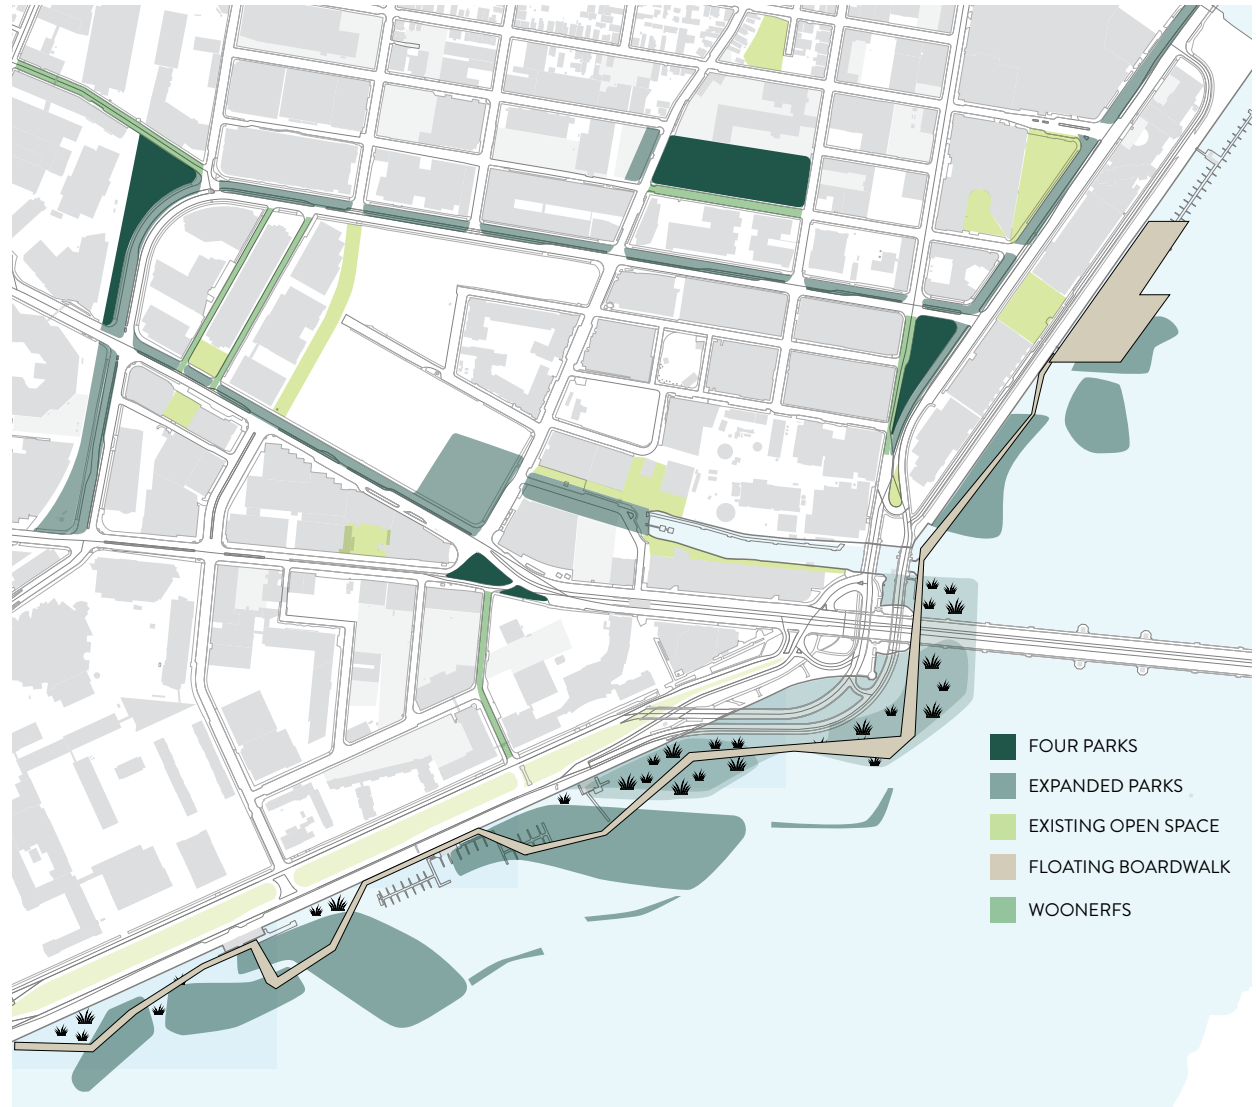 FOUR PARKS
EXPANDED PARKS
EXISTING OPEN SPACE
FLOATING BOARDWALK
WOONERFS